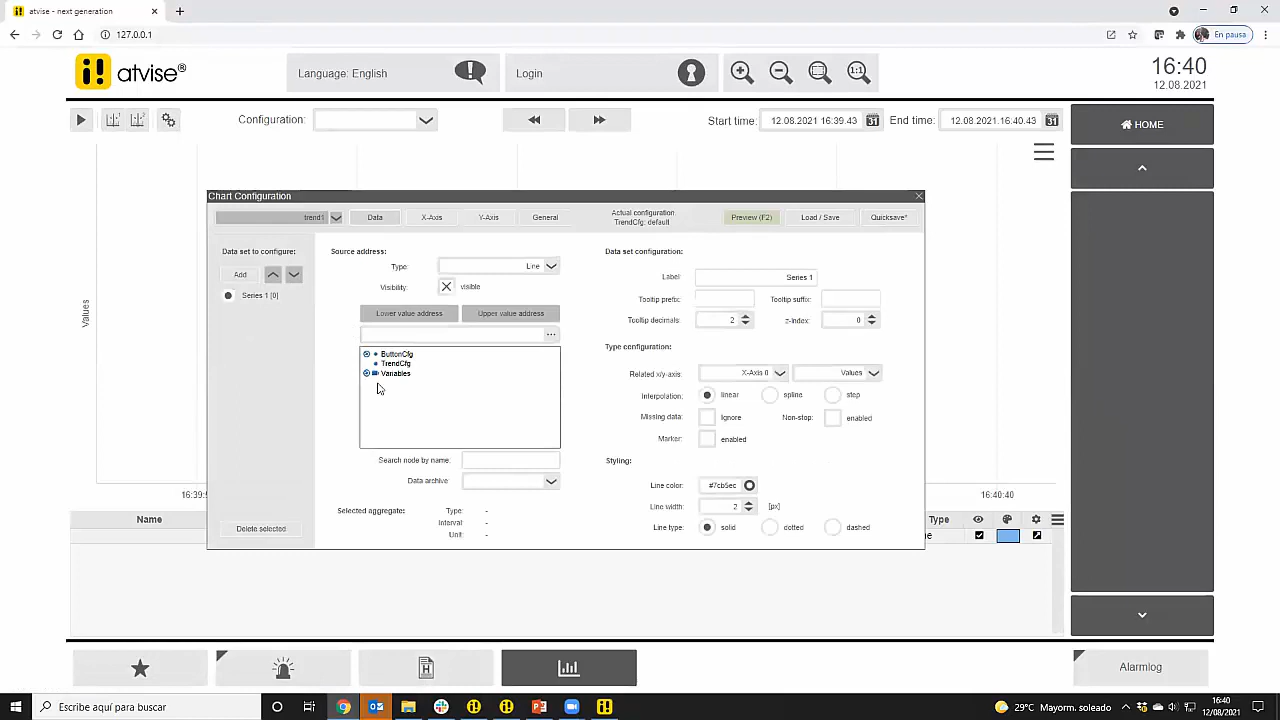 atvise - next generation
127.0.0.1
En pausa
atvise®
Language: English
Login
1:1
16:40
12.08.2021
Configuration:
Start time: 12.08.2021 16:39:43 31
End time: 12.08.2021 16:40:43 31
HOME
Chart Configuration
trend1
Data
X-Axis
Y-Axis
General
Actual configuration:
TrendCfg: default
Preview (F2)
Load / Save
Quicksave*
Data set to configure:
Add
Series 1 [0]
Delete selected
Source address:
Type: Line
Visibility: visible
Lower value address
Upper value address
...
ButtonCfg
TrendCfg
Variables
Search node by name:
Data archive:
Selected aggregate: Type: -
Interval: -
Unit: -
Data set configuration:
Label: Series 1
Tooltip prefix: Tooltip suffix:
Tooltip decimals: 2 z-Index: 0
Type configuration:
Related x/y-axis: X-Axis 0 Values
Interpolation: linear spline step
Missing data: Ignore Non-stop: enabled
Marker: enabled
Styling:
Line color: #7cb5ec
Line width: 2 [px]
Line type: solid dotted dashed
Values
16:40:40
Name
Type
H
Alarmlog
Escribe aquí para buscar
29°C Mayorm. soleado
16:40
12/08/2021